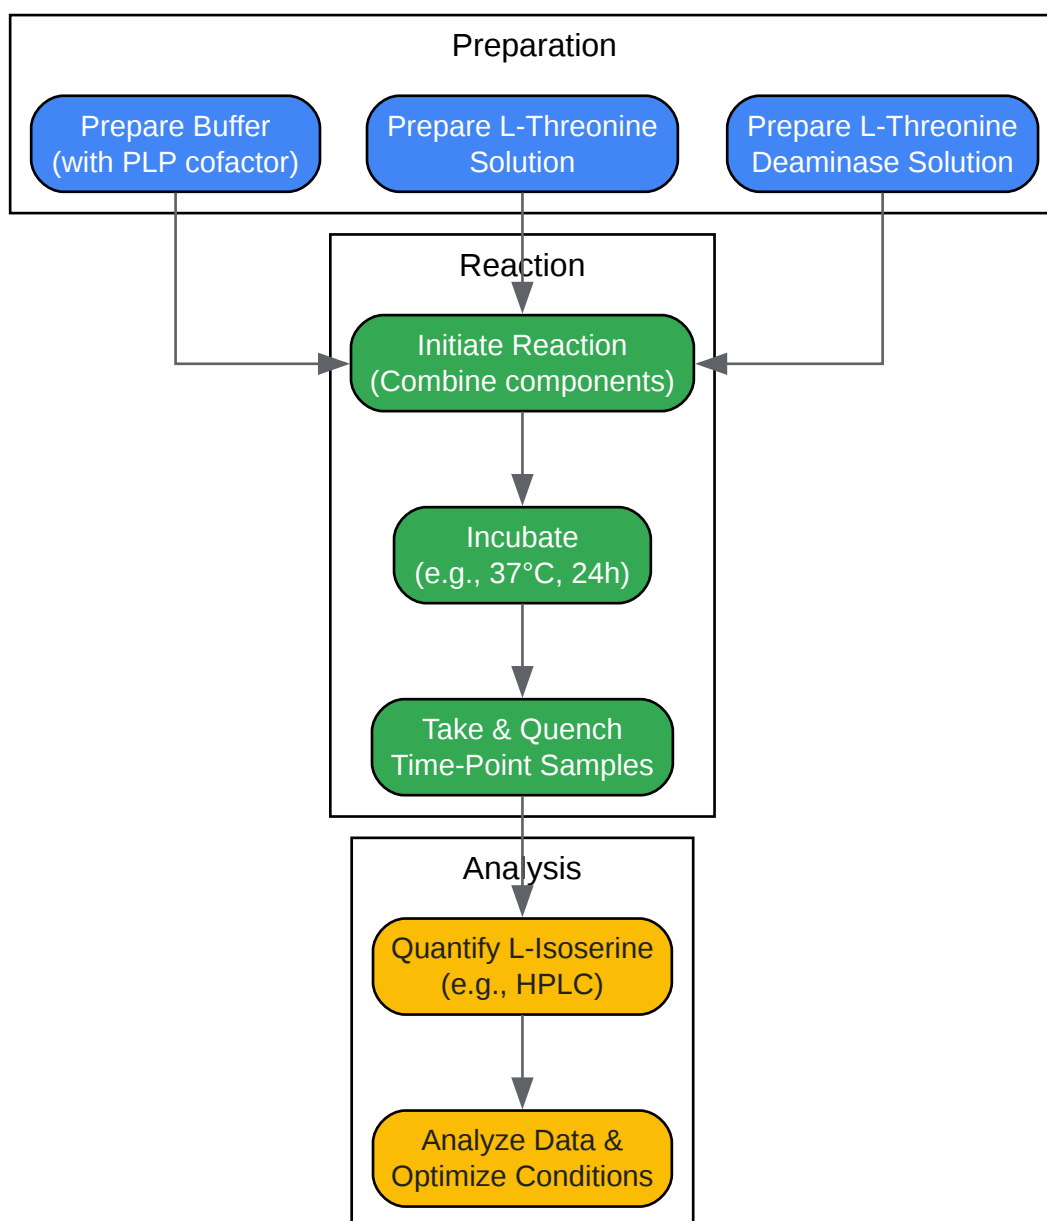 Preparation
Prepare Buffer
(with PLP cofactor)
Prepare L-Threonine
Solution
Prepare L-Threonine
Deaminase Solution
Reaction
Initiate Reaction
(Combine components)
Incubate
(e.g., 37°C, 24h)
Take & Quench
Time-Point Samples
Analysis
Quantify L-Isoserine
(e.g., HPLC)
Analyze Data &
Optimize Conditions